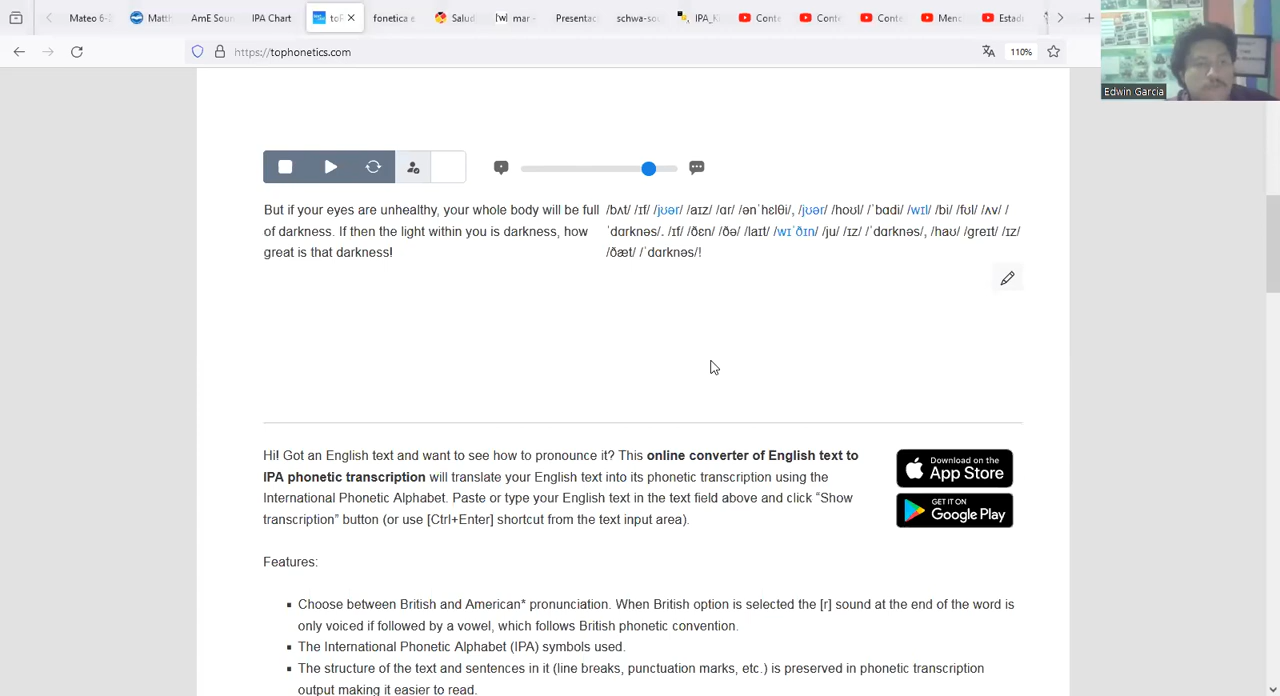 Mateo 6-2
Matth
AmE Soun
IPA Chart
toP
fonetica e
Salud
mar -
Presentac
schwa-sou
IPA_K
Conte
Conte
Conte
Menc
Estad
https://tophonetics.com
110%
Edwin Garcia
But if your eyes are unhealthy, your whole body will be full
of darkness. If then the light within you is darkness, how
great is that darkness!
/bʌt/ /ɪf/ /jʊər/ /aɪz/ /ɑr/ /ənˈhɛlθi/, /jʊər/ /hoʊl/ /ˈbɑdi/ /wɪl/ /bi/ /fʊl/ /ʌv/ /
ˈdɑrknəs/. /ɪf/ /ðɛn/ /ðə/ /laɪt/ /wɪˈðɪn/ /ju/ /ɪz/ /ˈdɑrknəs/, /haʊ/ /greɪt/ /ɪz/
/ðæt/ /ˈdɑrknəs/!
Hi! Got an English text and want to see how to pronounce it? This online converter of English text to
IPA phonetic transcription will translate your English text into its phonetic transcription using the
International Phonetic Alphabet. Paste or type your English text in the text field above and click “Show
transcription” button (or use [Ctrl+Enter] shortcut from the text input area).
Download on the
App Store
GET IT ON
Google Play
Features:
Choose between British and American* pronunciation. When British option is selected the [r] sound at the end of the word is
only voiced if followed by a vowel, which follows British phonetic convention.
The International Phonetic Alphabet (IPA) symbols used.
The structure of the text and sentences in it (line breaks, punctuation marks, etc.) is preserved in phonetic transcription
output making it easier to read.